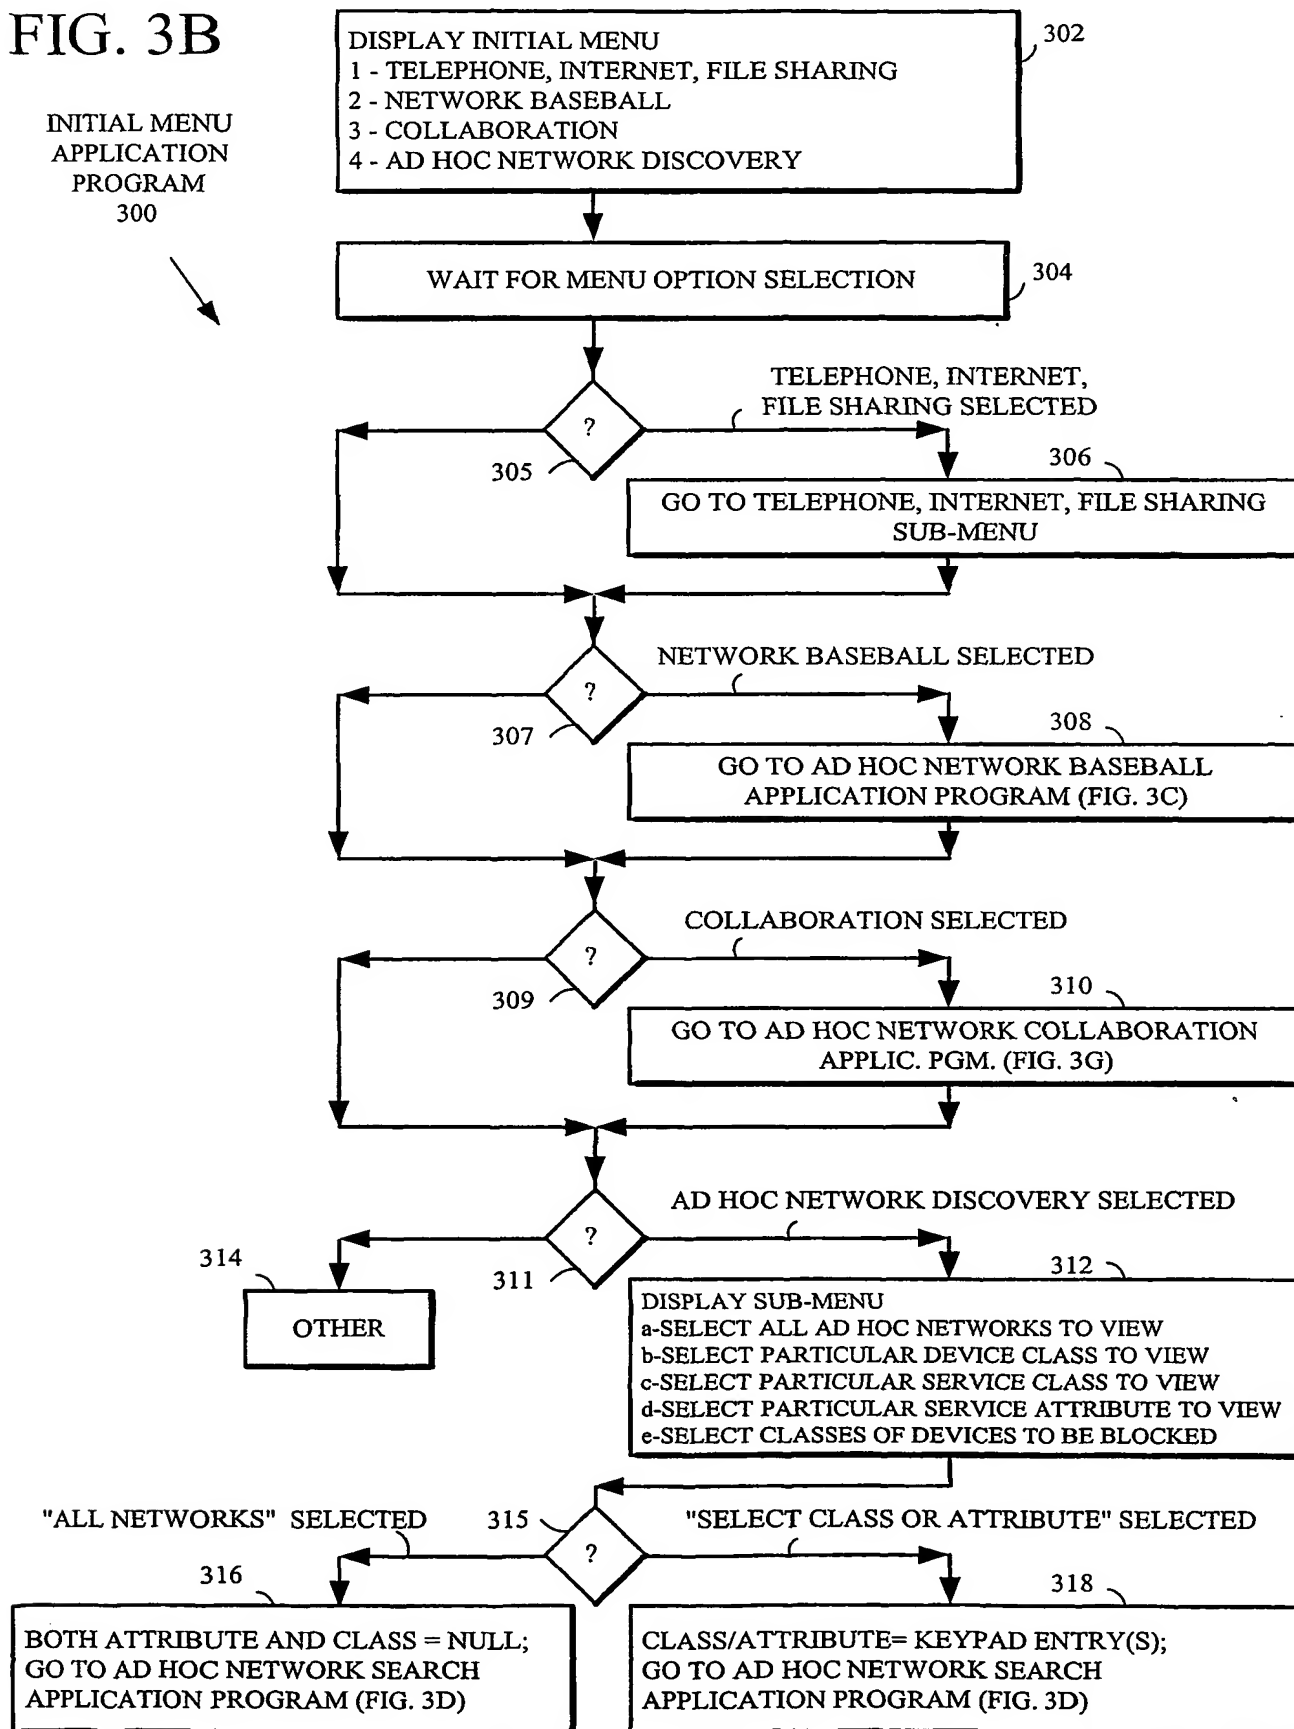 FIG. 3B
INITIAL MENU
APPLICATION
PROGRAM
300
302
DISPLAY INITIAL MENU
1 - TELEPHONE, INTERNET, FILE SHARING
2 - NETWORK BASEBALL
3 - COLLABORATION
4 - AD HOC NETWORK DISCOVERY
304
WAIT FOR MENU OPTION SELECTION
TELEPHONE, INTERNET,
FILE SHARING SELECTED
?
305
306
GO TO TELEPHONE, INTERNET, FILE SHARING
SUB-MENU
NETWORK BASEBALL SELECTED
?
307
308
GO TO AD HOC NETWORK BASEBALL
APPLICATION PROGRAM (FIG. 3C)
COLLABORATION SELECTED
?
309
310
GO TO AD HOC NETWORK COLLABORATION
APPLIC. PGM. (FIG. 3G)
AD HOC NETWORK DISCOVERY SELECTED
?
311
314
OTHER
312
DISPLAY SUB-MENU
a-SELECT ALL AD HOC NETWORKS TO VIEW
b-SELECT PARTICULAR DEVICE CLASS TO VIEW
c-SELECT PARTICULAR SERVICE CLASS TO VIEW
d-SELECT PARTICULAR SERVICE ATTRIBUTE TO VIEW
e-SELECT CLASSES OF DEVICES TO BE BLOCKED
"ALL NETWORKS" SELECTED
315
"SELECT CLASS OR ATTRIBUTE" SELECTED
?
316
BOTH ATTRIBUTE AND CLASS = NULL;
GO TO AD HOC NETWORK SEARCH
APPLICATION PROGRAM (FIG. 3D)
318
CLASS/ATTRIBUTE= KEYPAD ENTRY(S);
GO TO AD HOC NETWORK SEARCH
APPLICATION PROGRAM (FIG. 3D)